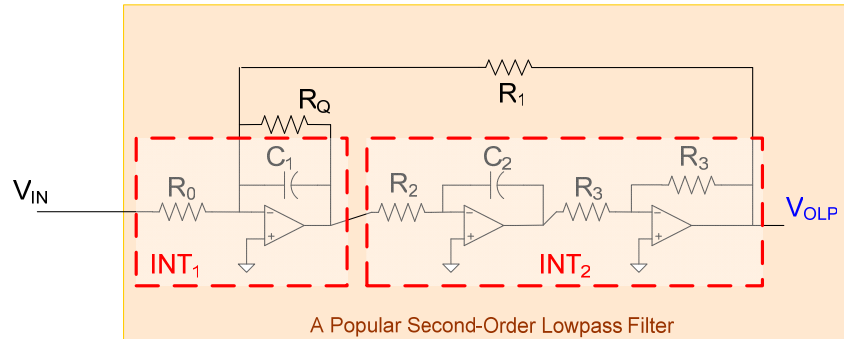 R1
RQ
C1
C2
R3
R0
R2
R3
VIN
VOLP
INT1
INT2
A Popular Second-Order Lowpass Filter